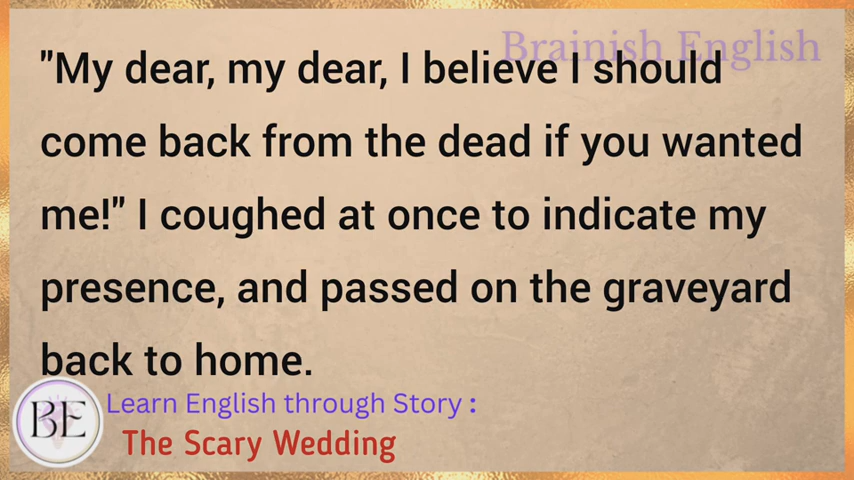 Brainish English
"My dear, my dear, I believe I should
come back from the dead if you wanted
me!" I coughed at once to indicate my
presence, and passed on the graveyard
back to home.
BE
Learn English through Story :
The Scary Wedding